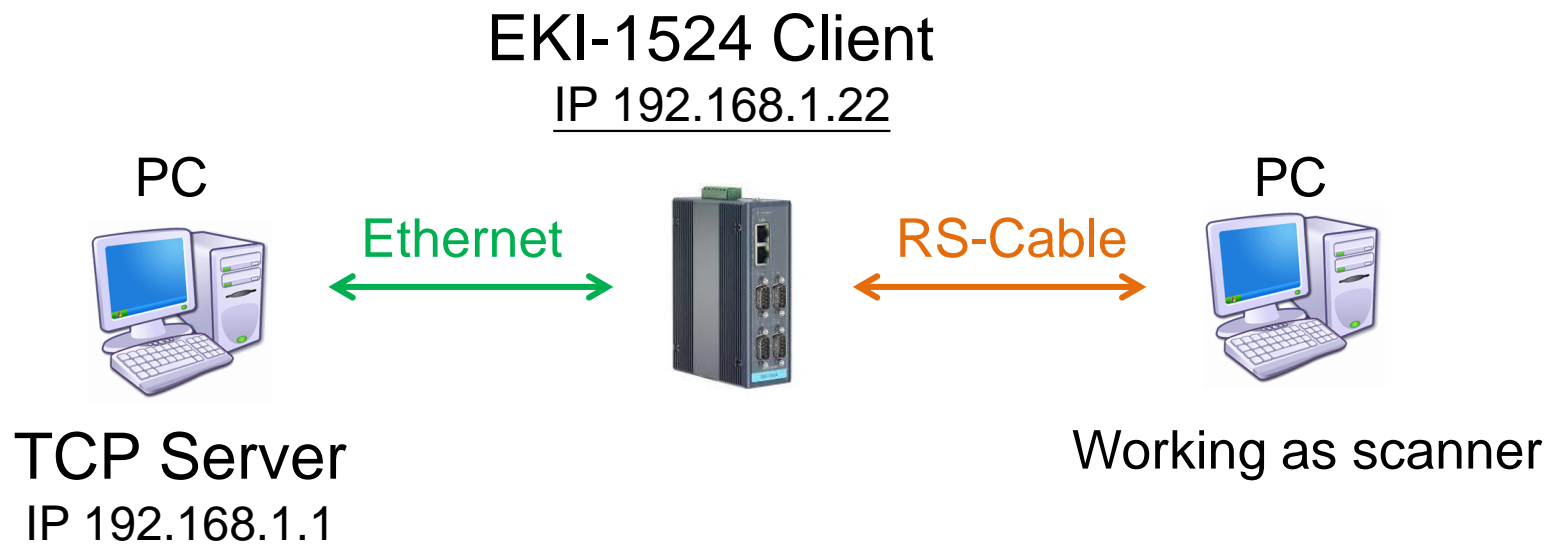 EKI-1524 Client
IP 192.168.1.22
PC
PC
Ethernet
RS-Cable
TCP Server
Working as scanner
IP 192.168.1.1